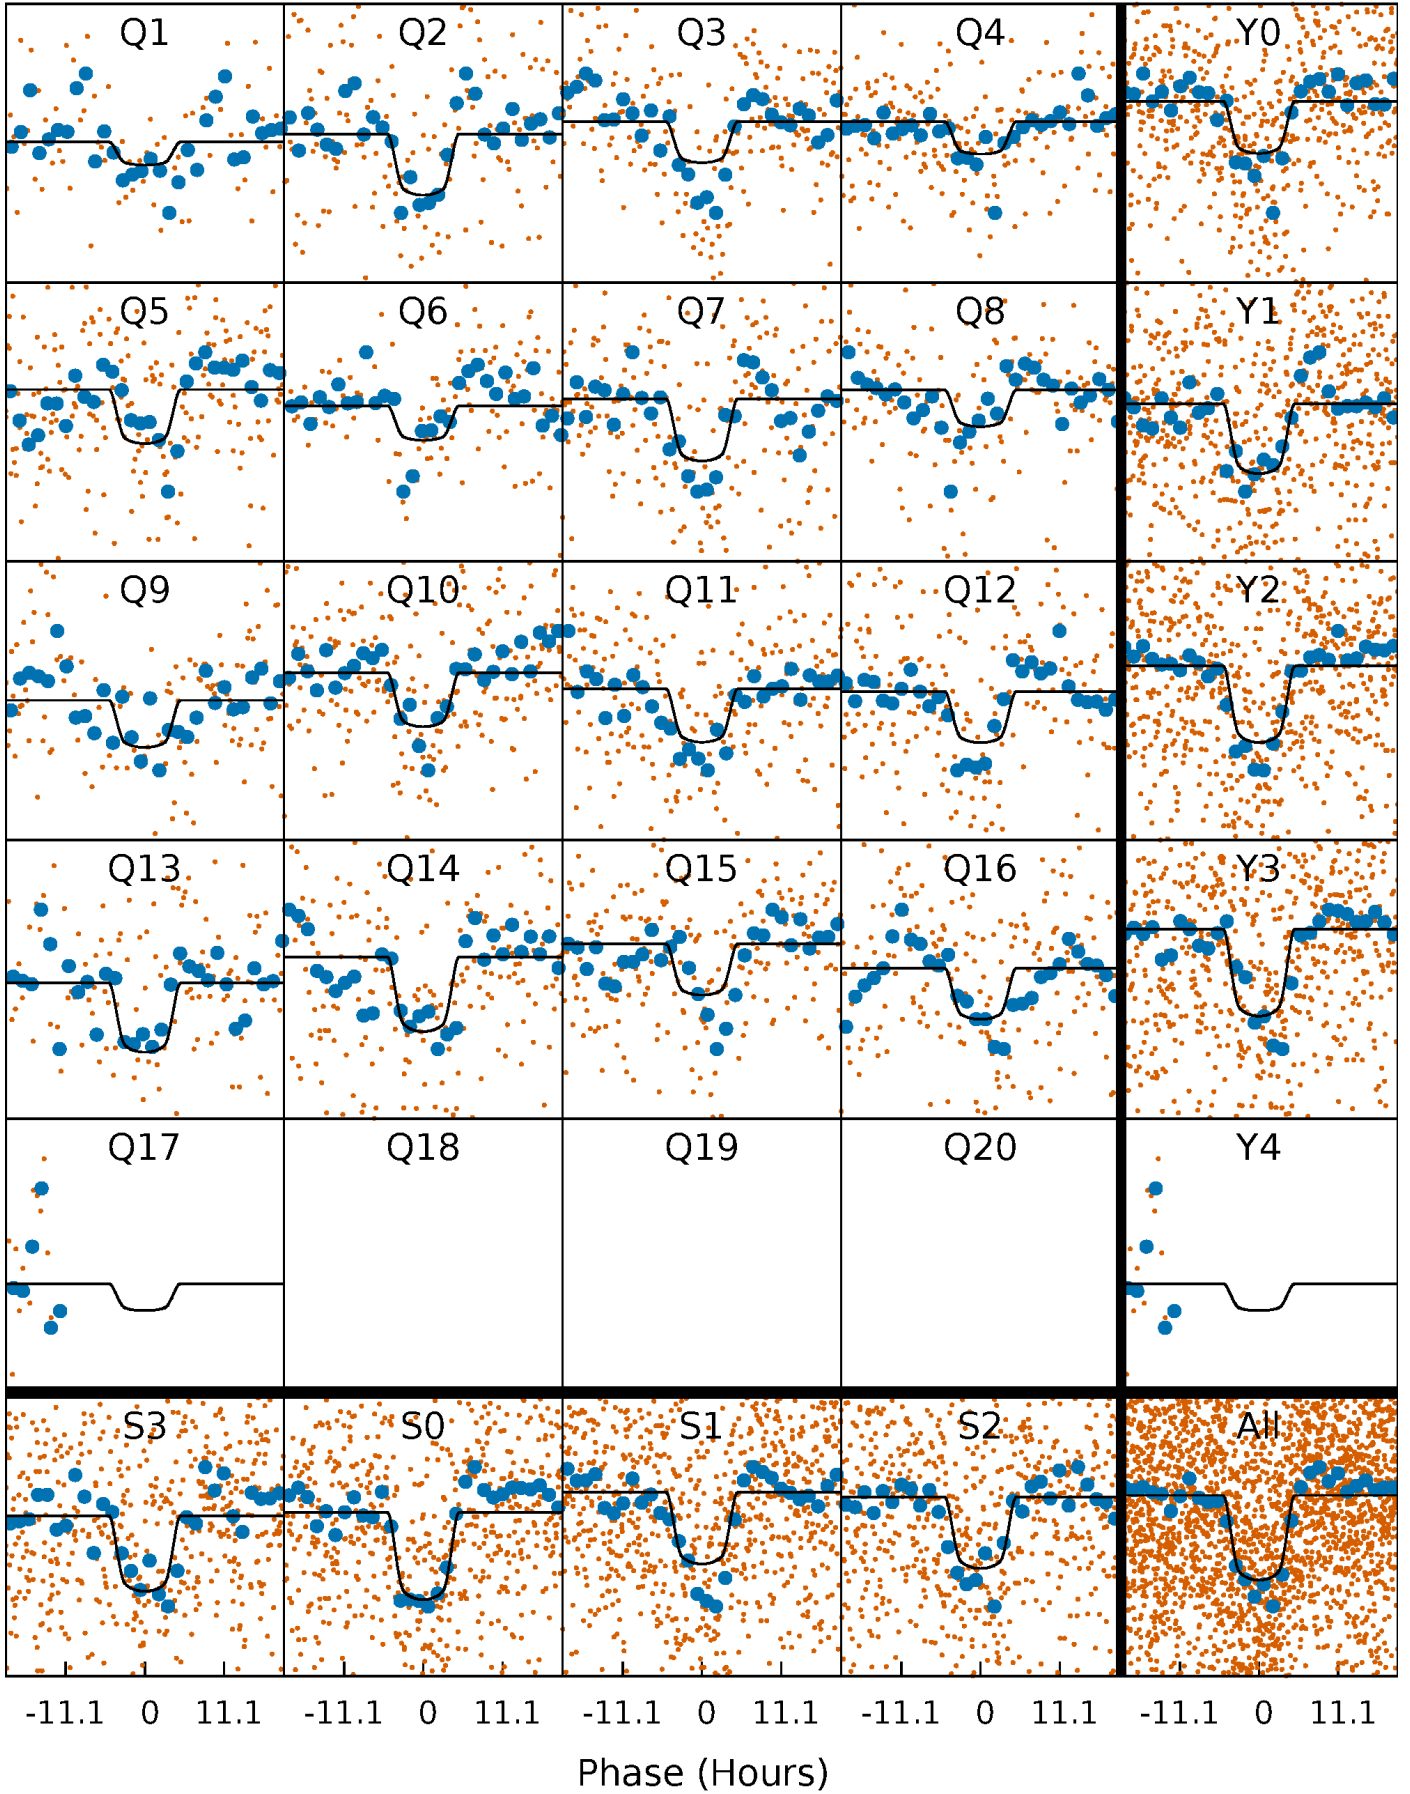 Q1 Q2 Q3 Q4 Y0
Q5 Q6 Q7 Q8 Y1
Q9 Q10 Q11 Q12 Y2
Q13 Q14 Q15 Q16 Y3
Q17 Q18 Q19 Q20 Y4
S3 S0 S1 S2 All
-11.1 0 11.1 -11.1 0 11.1 -11.1 0 11.1 -11.1 0 11.1 -11.1 0 11.1
Phase (Hours)